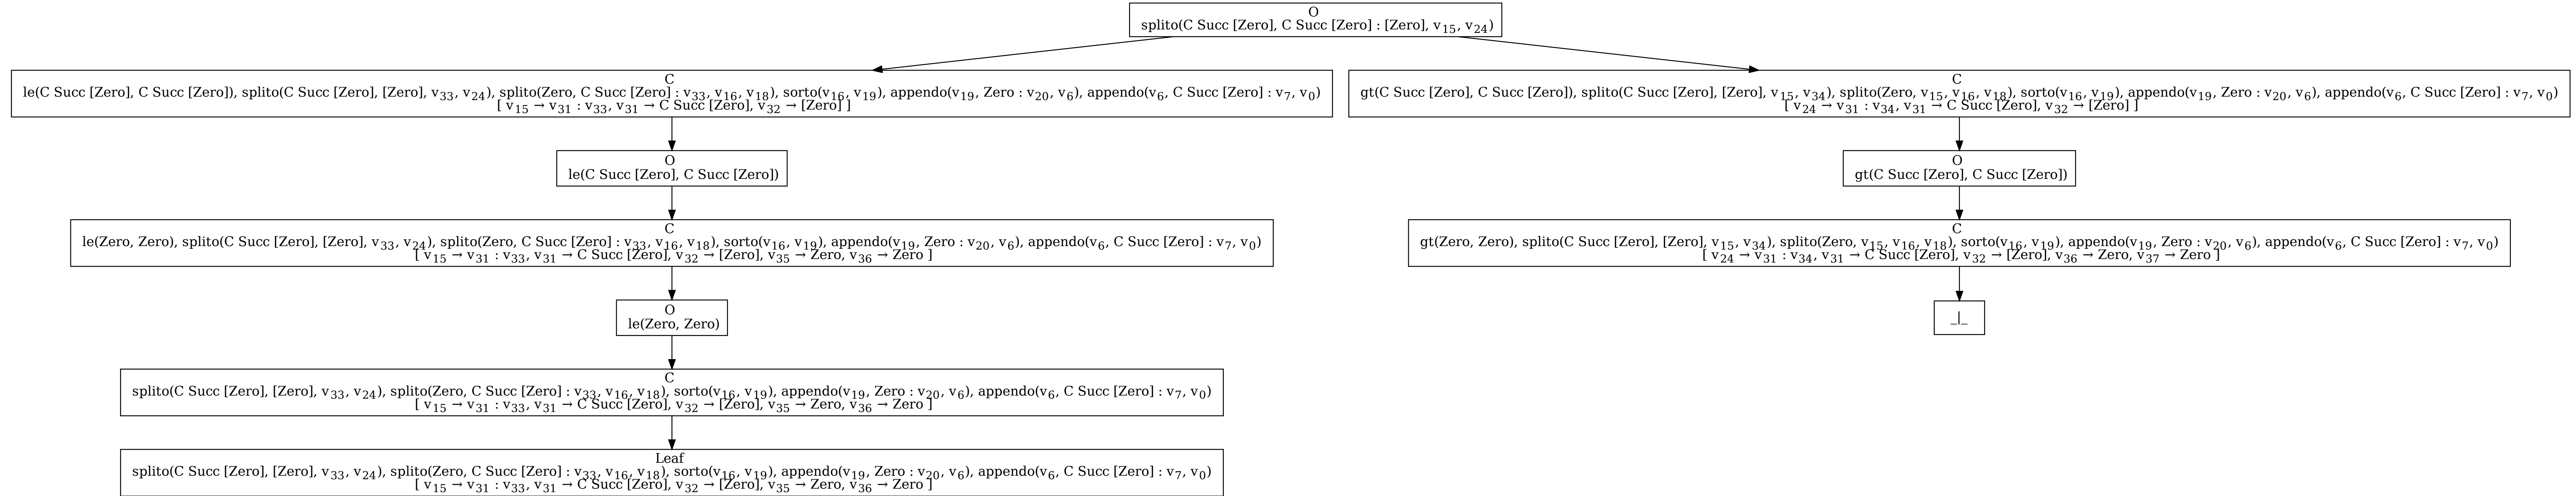 O
splito(C Succ [Zero], C Succ [Zero] : [Zero], v15, v24)
C
le(C Succ [Zero], C Succ [Zero]), splito(C Succ [Zero], [Zero], v33, v24), splito(Zero, C Succ [Zero] : v33, v16, v18), sorto(v16, v19), appendo(v19, Zero : v20, v6), appendo(v6, C Succ [Zero] : v7, v0)
[ v15 → v31 : v33, v31 → C Succ [Zero], v32 → [Zero] ]
C
gt(C Succ [Zero], C Succ [Zero]), splito(C Succ [Zero], [Zero], v15, v34), splito(Zero, v15, v16, v18), sorto(v16, v19), appendo(v19, Zero : v20, v6), appendo(v6, C Succ [Zero] : v7, v0)
[ v24 → v31 : v34, v31 → C Succ [Zero], v32 → [Zero] ]
O
le(C Succ [Zero], C Succ [Zero])
O
gt(C Succ [Zero], C Succ [Zero])
C
le(Zero, Zero), splito(C Succ [Zero], [Zero], v33, v24), splito(Zero, C Succ [Zero] : v33, v16, v18), sorto(v16, v19), appendo(v19, Zero : v20, v6), appendo(v6, C Succ [Zero] : v7, v0)
[ v15 → v31 : v33, v31 → C Succ [Zero], v32 → [Zero], v35 → Zero, v36 → Zero ]
C
gt(Zero, Zero), splito(C Succ [Zero], [Zero], v15, v34), splito(Zero, v15, v16, v18), sorto(v16, v19), appendo(v19, Zero : v20, v6), appendo(v6, C Succ [Zero] : v7, v0)
[ v24 → v31 : v34, v31 → C Succ [Zero], v32 → [Zero], v36 → Zero, v37 → Zero ]
O
le(Zero, Zero)
_|_
C
splito(C Succ [Zero], [Zero], v33, v24), splito(Zero, C Succ [Zero] : v33, v16, v18), sorto(v16, v19), appendo(v19, Zero : v20, v6), appendo(v6, C Succ [Zero] : v7, v0)
[ v15 → v31 : v33, v31 → C Succ [Zero], v32 → [Zero], v35 → Zero, v36 → Zero ]
Leaf
splito(C Succ [Zero], [Zero], v33, v24), splito(Zero, C Succ [Zero] : v33, v16, v18), sorto(v16, v19), appendo(v19, Zero : v20, v6), appendo(v6, C Succ [Zero] : v7, v0)
[ v15 → v31 : v33, v31 → C Succ [Zero], v32 → [Zero], v35 → Zero, v36 → Zero ]